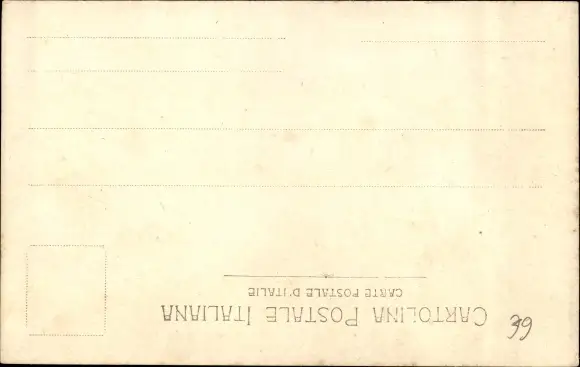 CARTOLINA POSTALE ITALIANA
CARTE POSTALE D'ITALIE
39